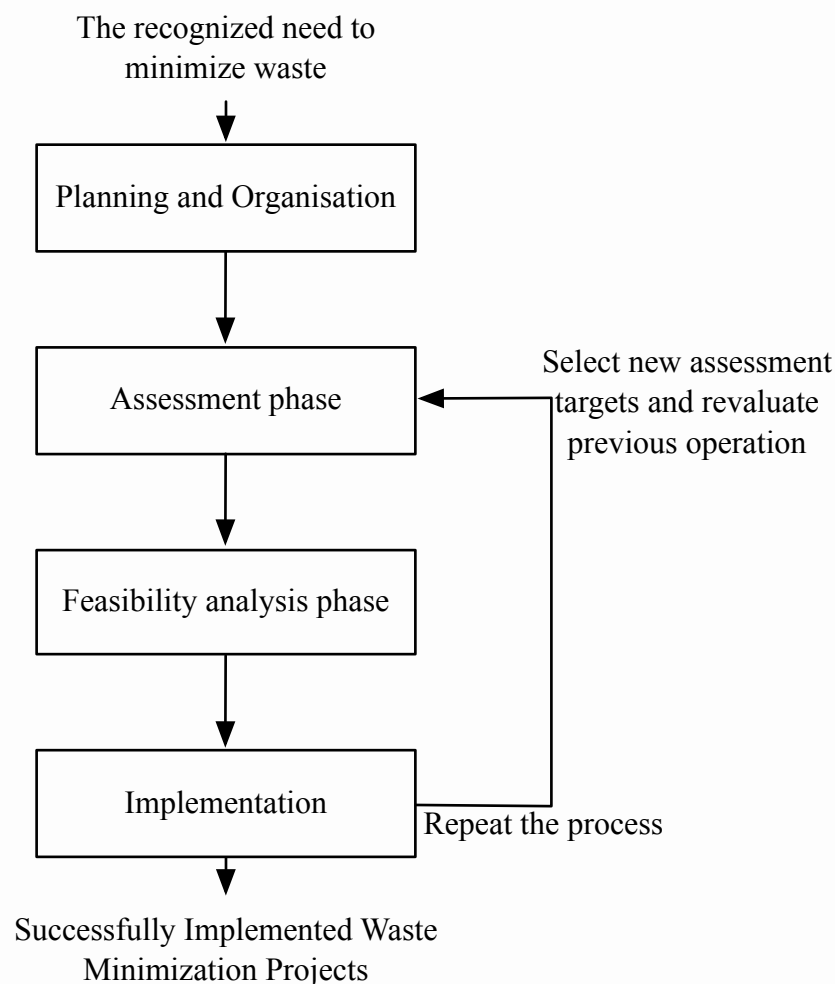 The recognized need to
minimize waste
Planning and Organisation
Assessment phase
Select new assessment
targets and revaluate
previous operation
Feasibility analysis phase
Implementation
Repeat the process
Successfully Implemented Waste
Minimization Projects